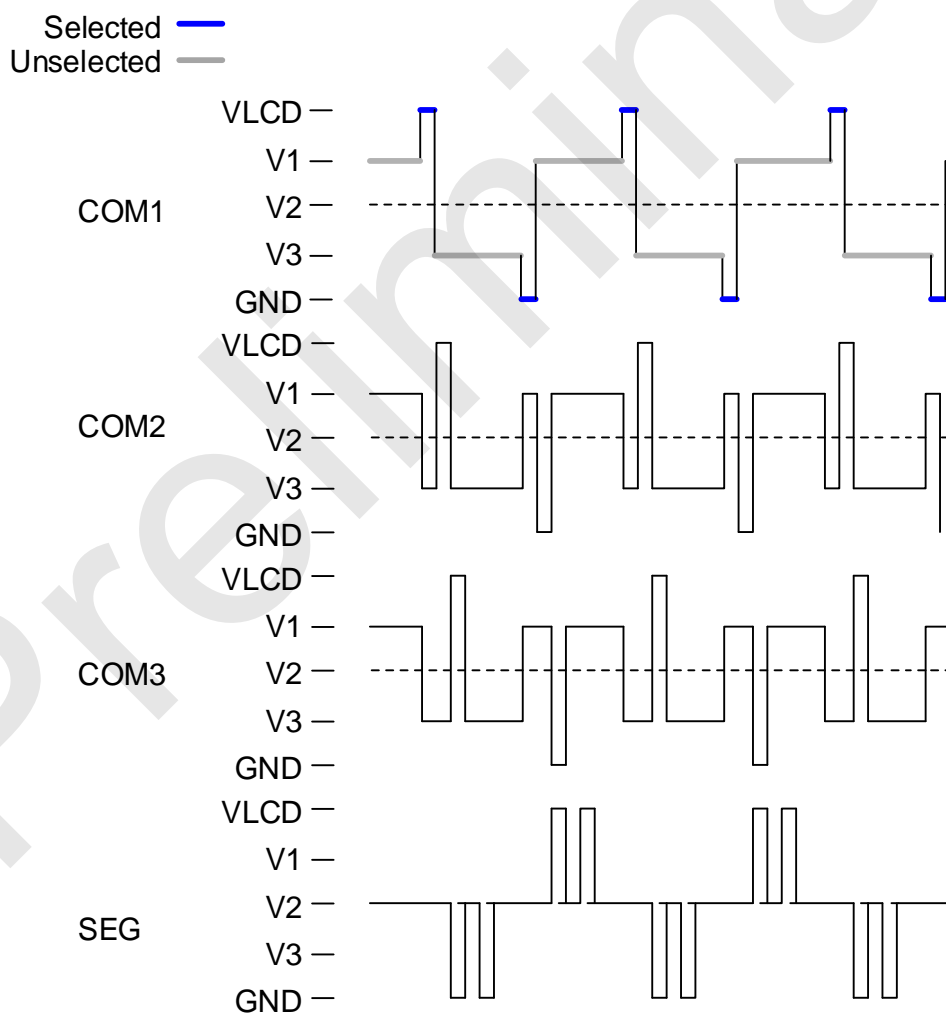 Selected
Unselected
VLCD
V1
COM1
V2
V3
GND
VLCD
V1
COM2
V2
V3
GND
VLCD
V1
COM3
V2
V3
GND
VLCD
V1
V2
SEG
V3
GND
Prelimina